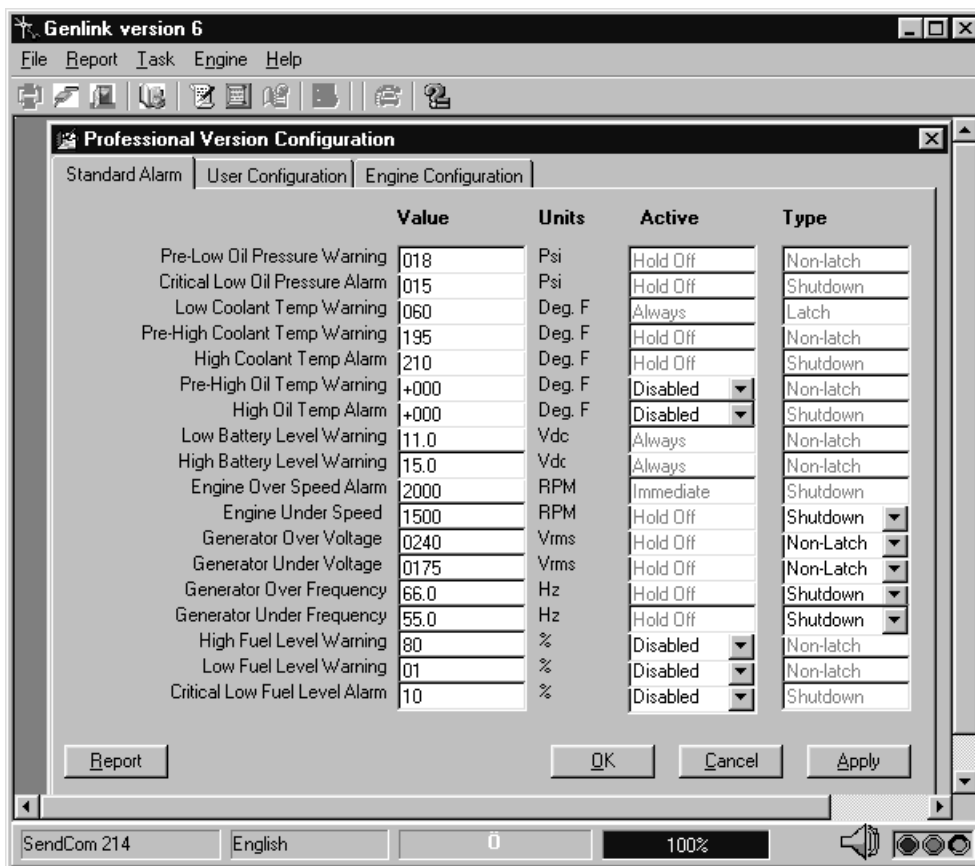 Genlink version 6
File Report Task Engine Help
Professional Version Configuration
Standard Alarm User Configuration Engine Configuration
Value Units Active Type
Pre-Low Oil Pressure Warning 018 Psi Hold Off Non-latch
Critical Low Oil Pressure Alarm 015 Psi Hold Off Shutdown
Low Coolant Temp Warning 060 Deg. F Always Latch
Pre-High Coolant Temp Warning 195 Deg. F Hold Off Non-latch
High Coolant Temp Alarm 210 Deg. F Hold Off Shutdown
Pre-High Oil Temp Warning +000 Deg. F Disabled Non-latch
High Oil Temp Alarm +000 Deg. F Disabled Shutdown
Low Battery Level Warning 11.0 Vdc Always Non-latch
High Battery Level Warning 15.0 Vdc Always Non-latch
Engine Over Speed Alarm 2000 RPM Immediate Shutdown
Engine Under Speed 1500 RPM Hold Off Shutdown
Generator Over Voltage 0240 Vrms Hold Off Non-Latch
Generator Under Voltage 0175 Vrms Hold Off Non-Latch
Generator Over Frequency 66.0 Hz Hold Off Shutdown
Generator Under Frequency 55.0 Hz Hold Off Shutdown
High Fuel Level Warning 80 % Disabled Non-latch
Low Fuel Level Warning 01 % Disabled Non-latch
Critical Low Fuel Level Alarm 10 % Disabled Shutdown
Report OK Cancel Apply
SendCom 214 English Ö 100%